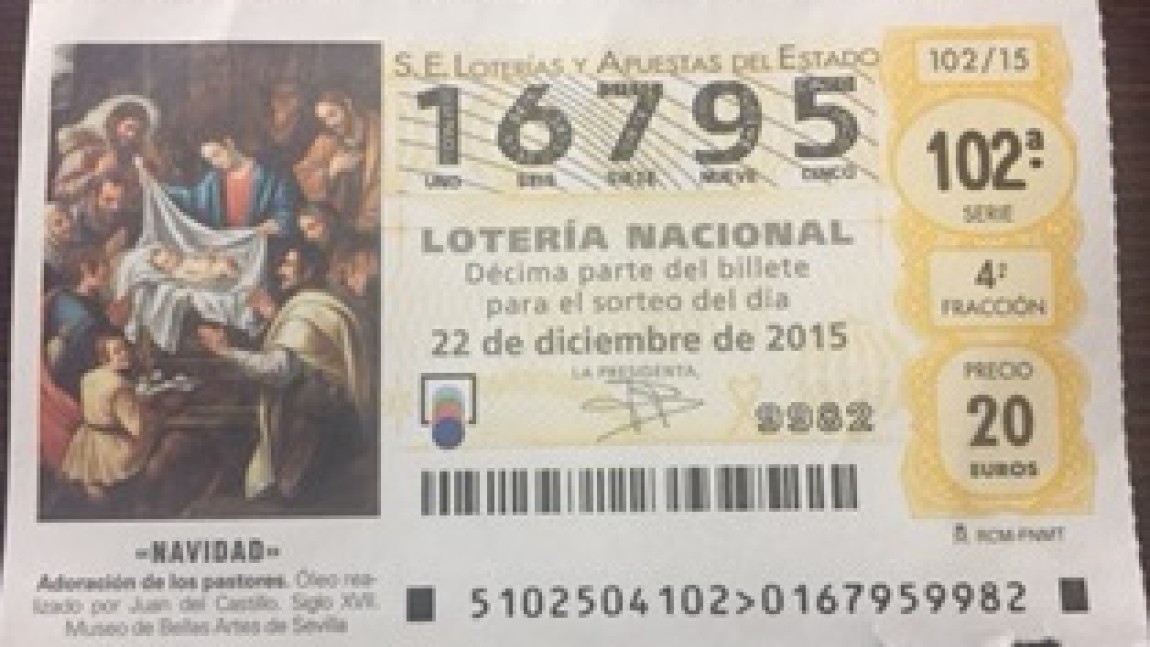 S.E. LOTERÍAS Y APUESTAS DEL ESTADO
16795
UNO SEIS SIETE NUEVE CINCO
LOTERÍA NACIONAL
Décima parte del billete
para el sorteo del día
22 de diciembre de 2015
LA PRESIDENTA,
9982
102/15
102ª
SERIE
4ª
FRACCIÓN
PRECIO
20
EUROS
RCM-FNMT
«NAVIDAD»
Adoración de los pastores. Óleo rea-
lizado por Juan del Castillo. Siglo XVII.
Museo de Bellas Artes de Sevilla
5102504102>0167959982